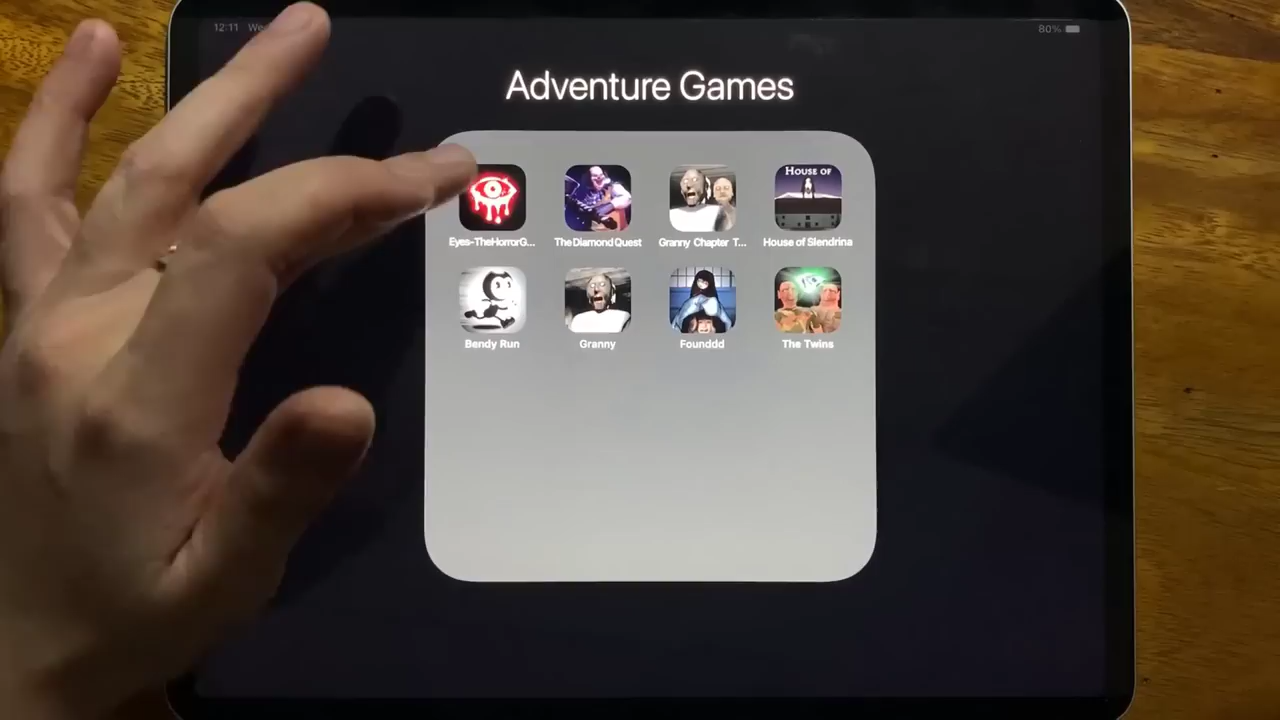 12:11
80%
Adventure Games
HOUSE OF
Eyes-TheHorrorG...
The Diamond Quest
Granny Chapter T...
House of Slendrina
Bendy Run
Granny
Founddd
The Twins